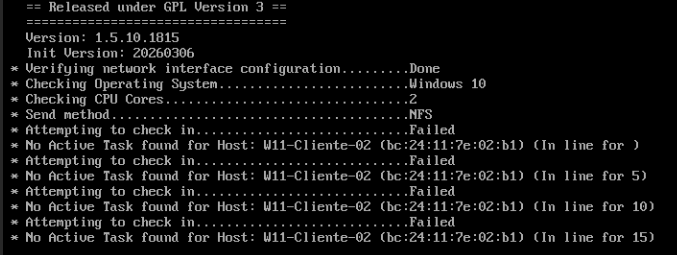 == Released under GPL Version 3 ==
==================================
Version: 1.5.10.1815
Init Version: 20260306
* Verifying network interface configuration.........Done
* Checking Operating System.........................Windows 10
* Checking CPU Cores................................2
* Send method.......................................NFS
* Attempting to check in............................Failed
* No Active Task found for Host: W11-Cliente-02 (bc:24:11:7e:02:b1) (In line for )
* Attempting to check in............................Failed
* No Active Task found for Host: W11-Cliente-02 (bc:24:11:7e:02:b1) (In line for 5)
* Attempting to check in............................Failed
* No Active Task found for Host: W11-Cliente-02 (bc:24:11:7e:02:b1) (In line for 10)
* Attempting to check in............................Failed
* No Active Task found for Host: W11-Cliente-02 (bc:24:11:7e:02:b1) (In line for 15)